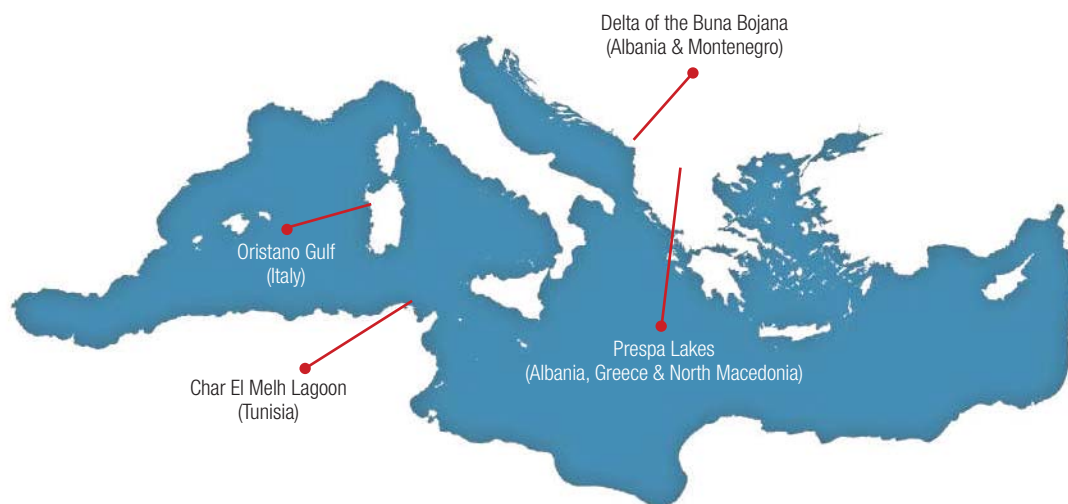 Delta of the Buna Bojana
(Albania & Montenegro)
Oristano Gulf
(Italy)
Prespa Lakes
(Albania, Greece & North Macedonia)
Char El Melh Lagoon
(Tunisia)